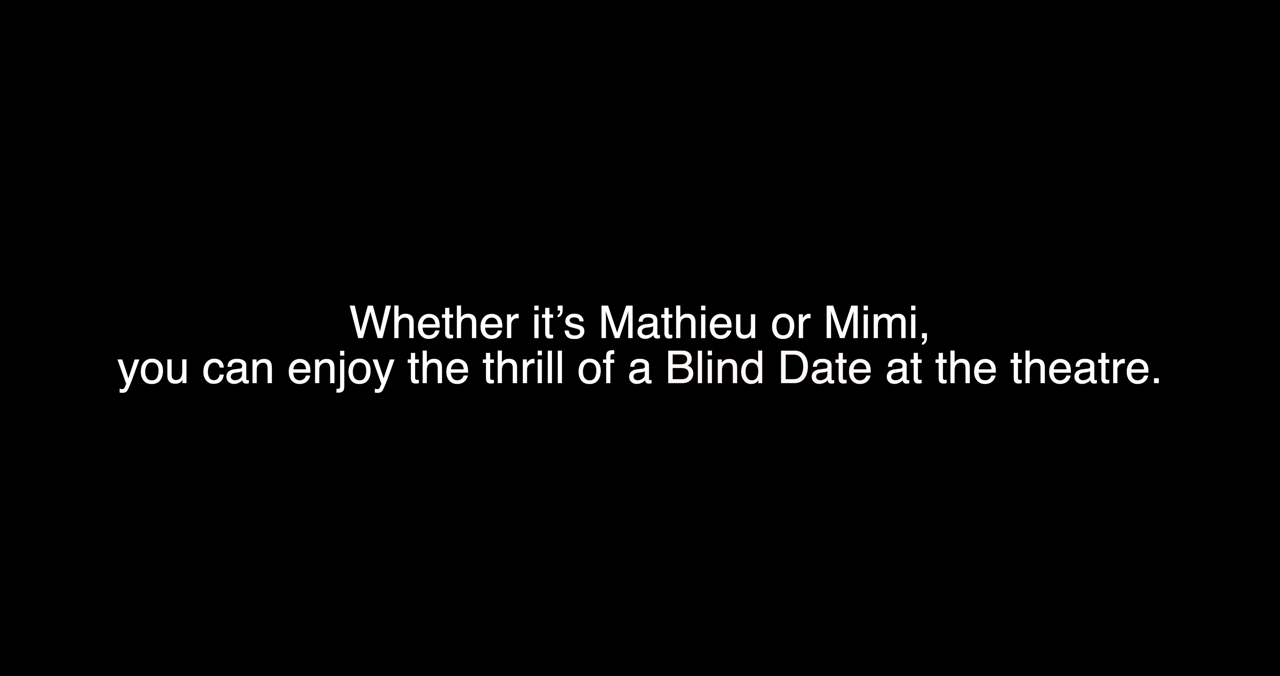 Whether it’s Mathieu or Mimi,
you can enjoy the thrill of a Blind Date at the theatre.